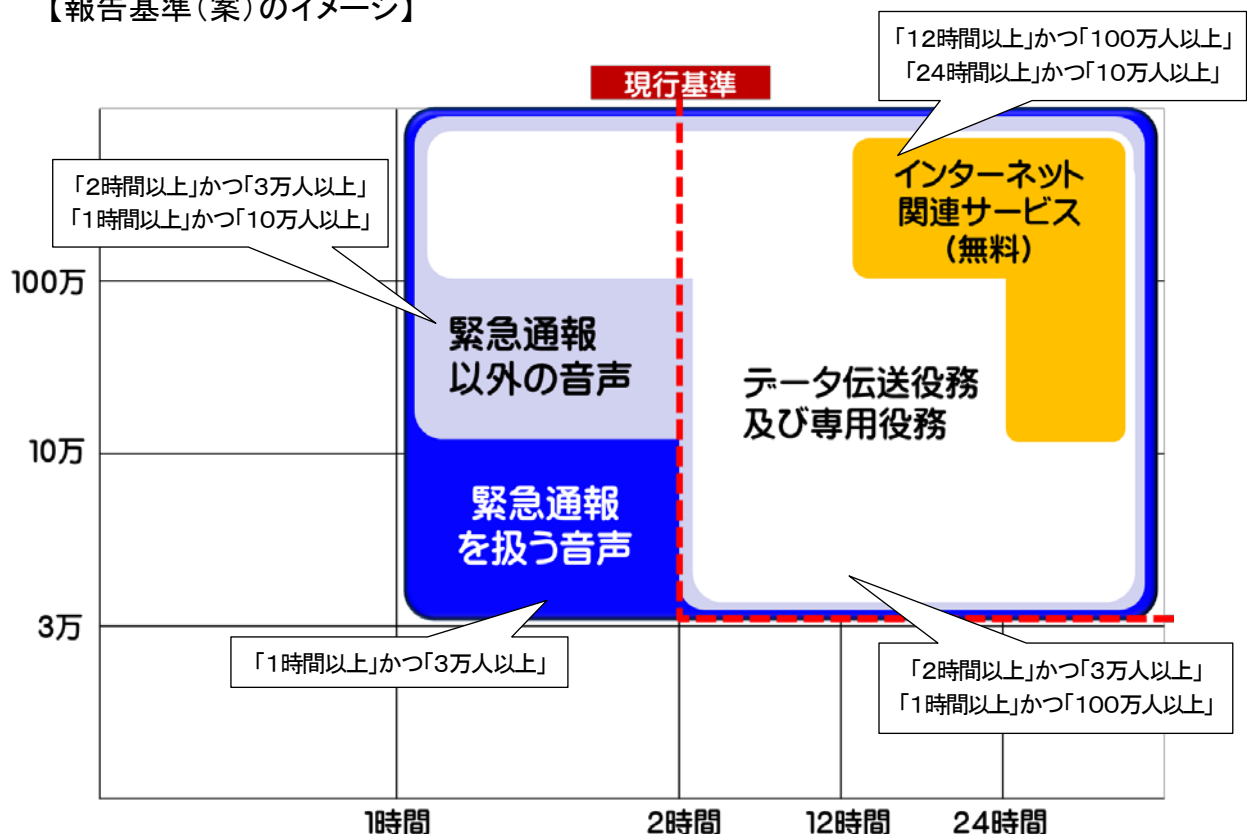 【報告基準(案)のイメージ】
「12時間以上」かつ「100万人以上」
「24時間以上」かつ「10万人以上」
現行基準
「2時間以上」かつ「3万人以上」
「1時間以上」かつ「10万人以上」
インターネット
関連サービス
(無料)
100万
緊急通報
以外の音声
データ伝送役務
及び専用役務
10万
緊急通報
を扱う音声
3万
「1時間以上」かつ「3万人以上」
「2時間以上」かつ「3万人以上」
「1時間以上」かつ「100万人以上」
1時間
2時間
12時間
24時間